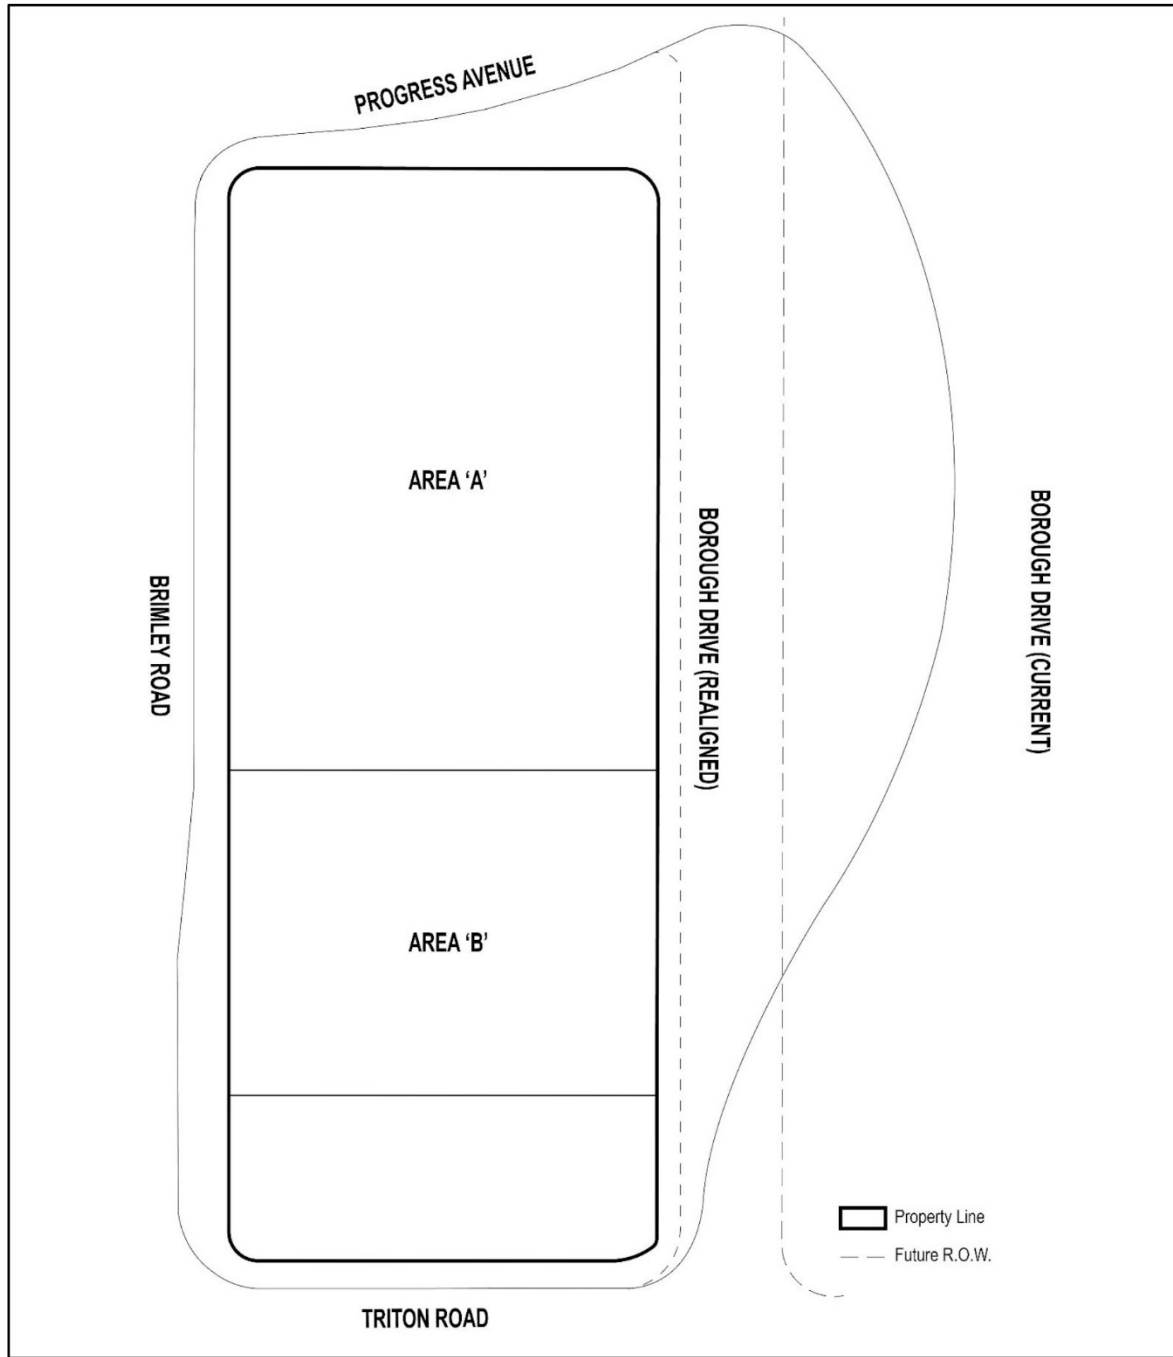 PROGRESS AVENUE
AREA ‘A’
BRIMLEY ROAD
BOROUGH DRIVE (REALIGNED)
BOROUGH DRIVE (CURRENT)
AREA ‘B’
Property Line
Future R.O.W.
TRITON ROAD